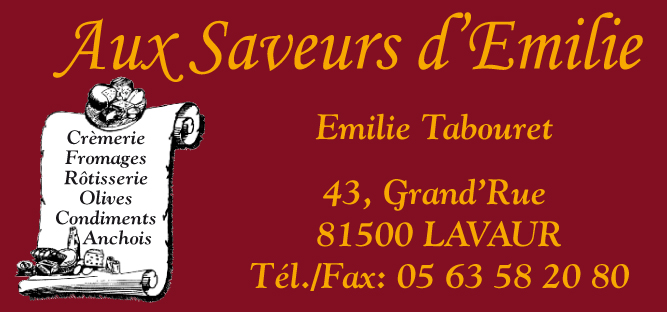 Aux Saveurs d'Emilie
Crèmerie
Fromages
Rôtisserie
Olives
Condiments
Anchois
Emilie Tabouret
43, Grand'Rue
81500 LAVAUR
Tél./Fax: 05 63 58 20 80